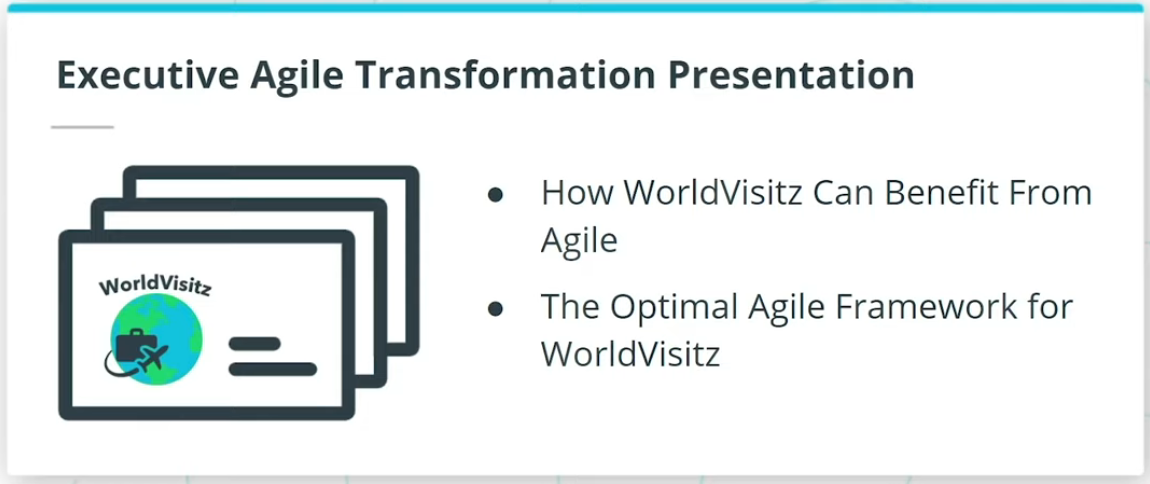 Executive Agile Transformation Presentation
WorldVisitz
● How WorldVisitz Can Benefit From
Agile
● The Optimal Agile Framework for
WorldVisitz